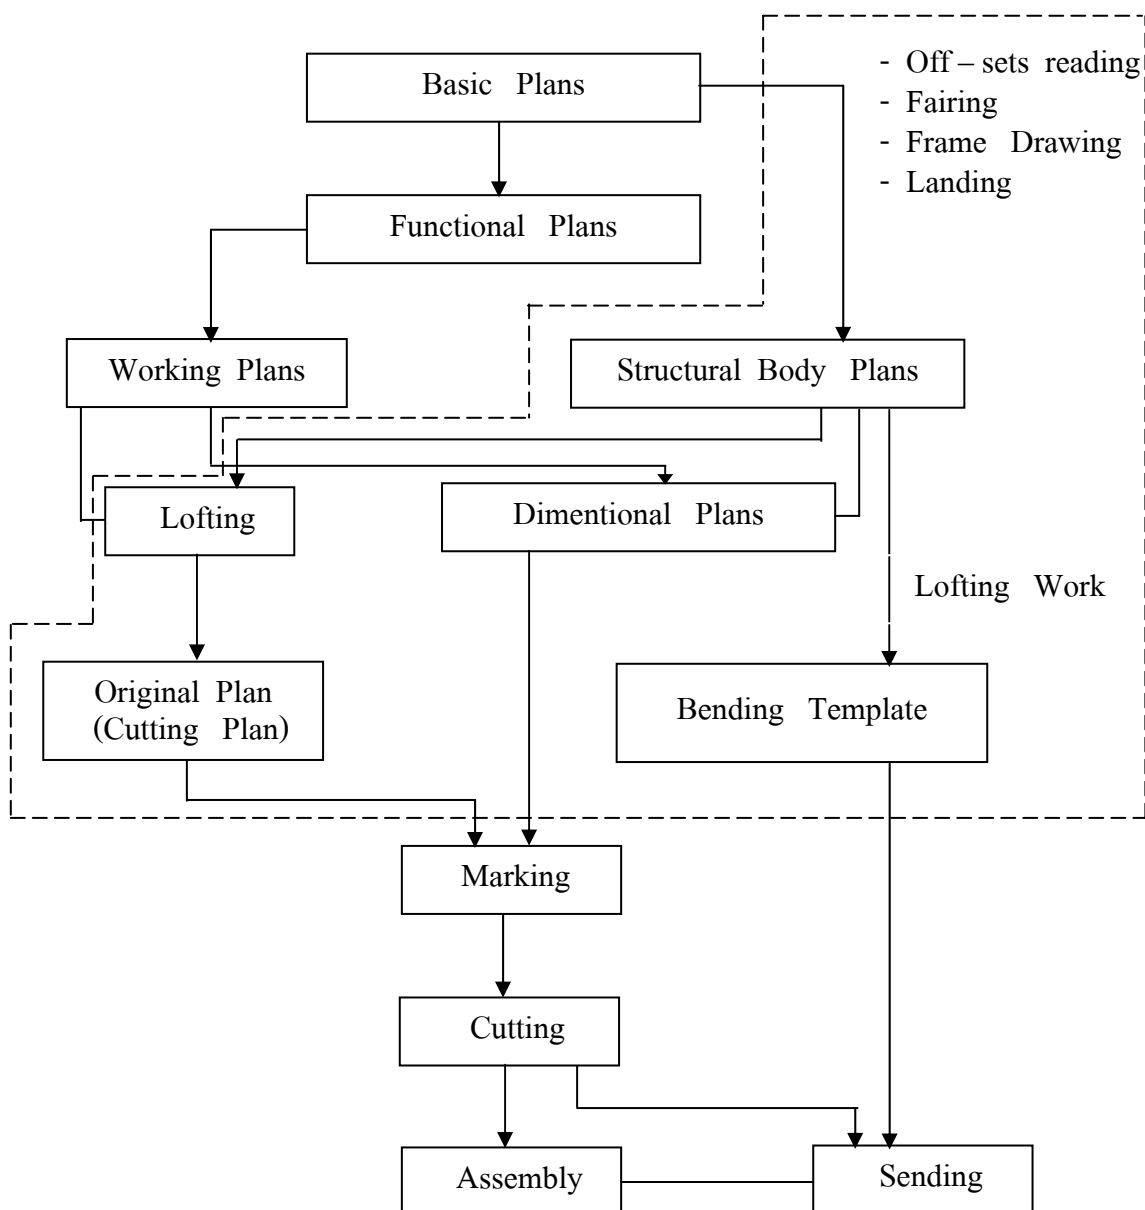 Basic Plans
- Off – sets reading
- Fairing
- Frame Drawing
- Landing
Functional Plans
Working Plans
Structural Body Plans
Lofting
Dimentional Plans
Lofting Work
Original Plan
(Cutting Plan)
Bending Template
Marking
Cutting
Assembly
Sending